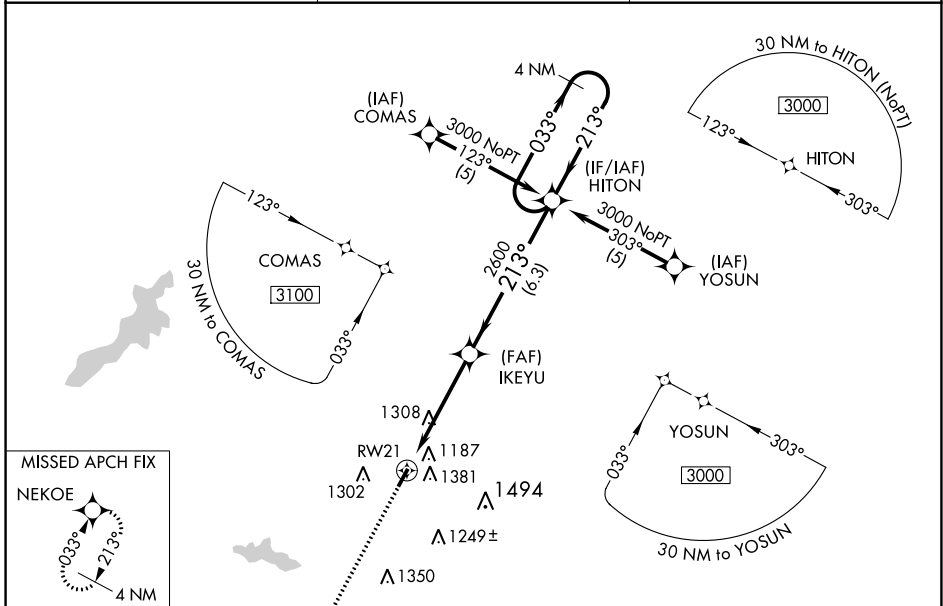 30 NM to HITON (NoPT)
3000
123°
HITON
303°
4 NM
033°
213°
(IAF)
COMAS
3000 NoPT
123°
(5)
(IF/IAF)
HITON
3000 NoPT
303°
(5)
(IAF)
YOSUN
2600
213°
(6.3)
123°
COMAS
3100
033°
30 NM to COMAS
(FAF)
IKEYU
1308
RW21
1187
1302
1381
1494
1249±
1350
YOSUN
3000
033°
303°
30 NM to YOSUN
MISSED APCH FIX
NEKOE
033°
213°
4 NM